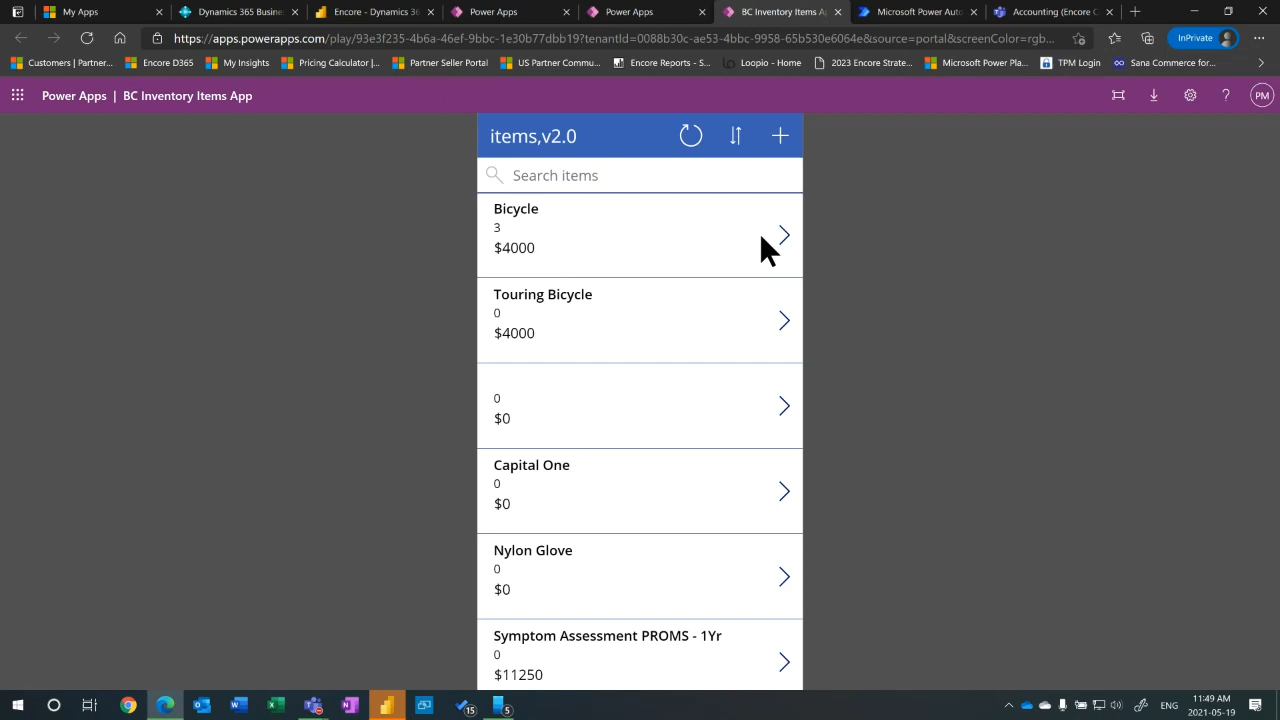 My Apps
Dynamics 365 Busine
Encore - Dynamics 36
Power Apps
Power Apps
BC Inventory Items A
Microsoft Power Auto
Accounting (Encore C
https://apps.powerapps.com/play/93e3f235-4b6a-46ef-9bbc-1e30b77dbb19?tenantId=0088b30c-ae53-4bbc-9958-65b530e6064e&source=portal&screenColor=rgb...
InPrivate
Customers | Partner...
Encore D365
My Insights
Pricing Calculator |...
Partner Seller Portal
US Partner Commu...
Encore Reports - S...
Loopio - Home
2023 Encore Strate...
Microsoft Power Pla...
TPM Login
Sana Commerce for...
Power Apps | BC Inventory Items App
PM
items,v2.0
Search items
Bicycle
3
$4000
Touring Bicycle
0
$4000
0
$0
Capital One
0
$0
Nylon Glove
0
$0
Symptom Assessment PROMS - 1Yr
0
$11250
15
5
ENG
11:49 AM
2021-05-19